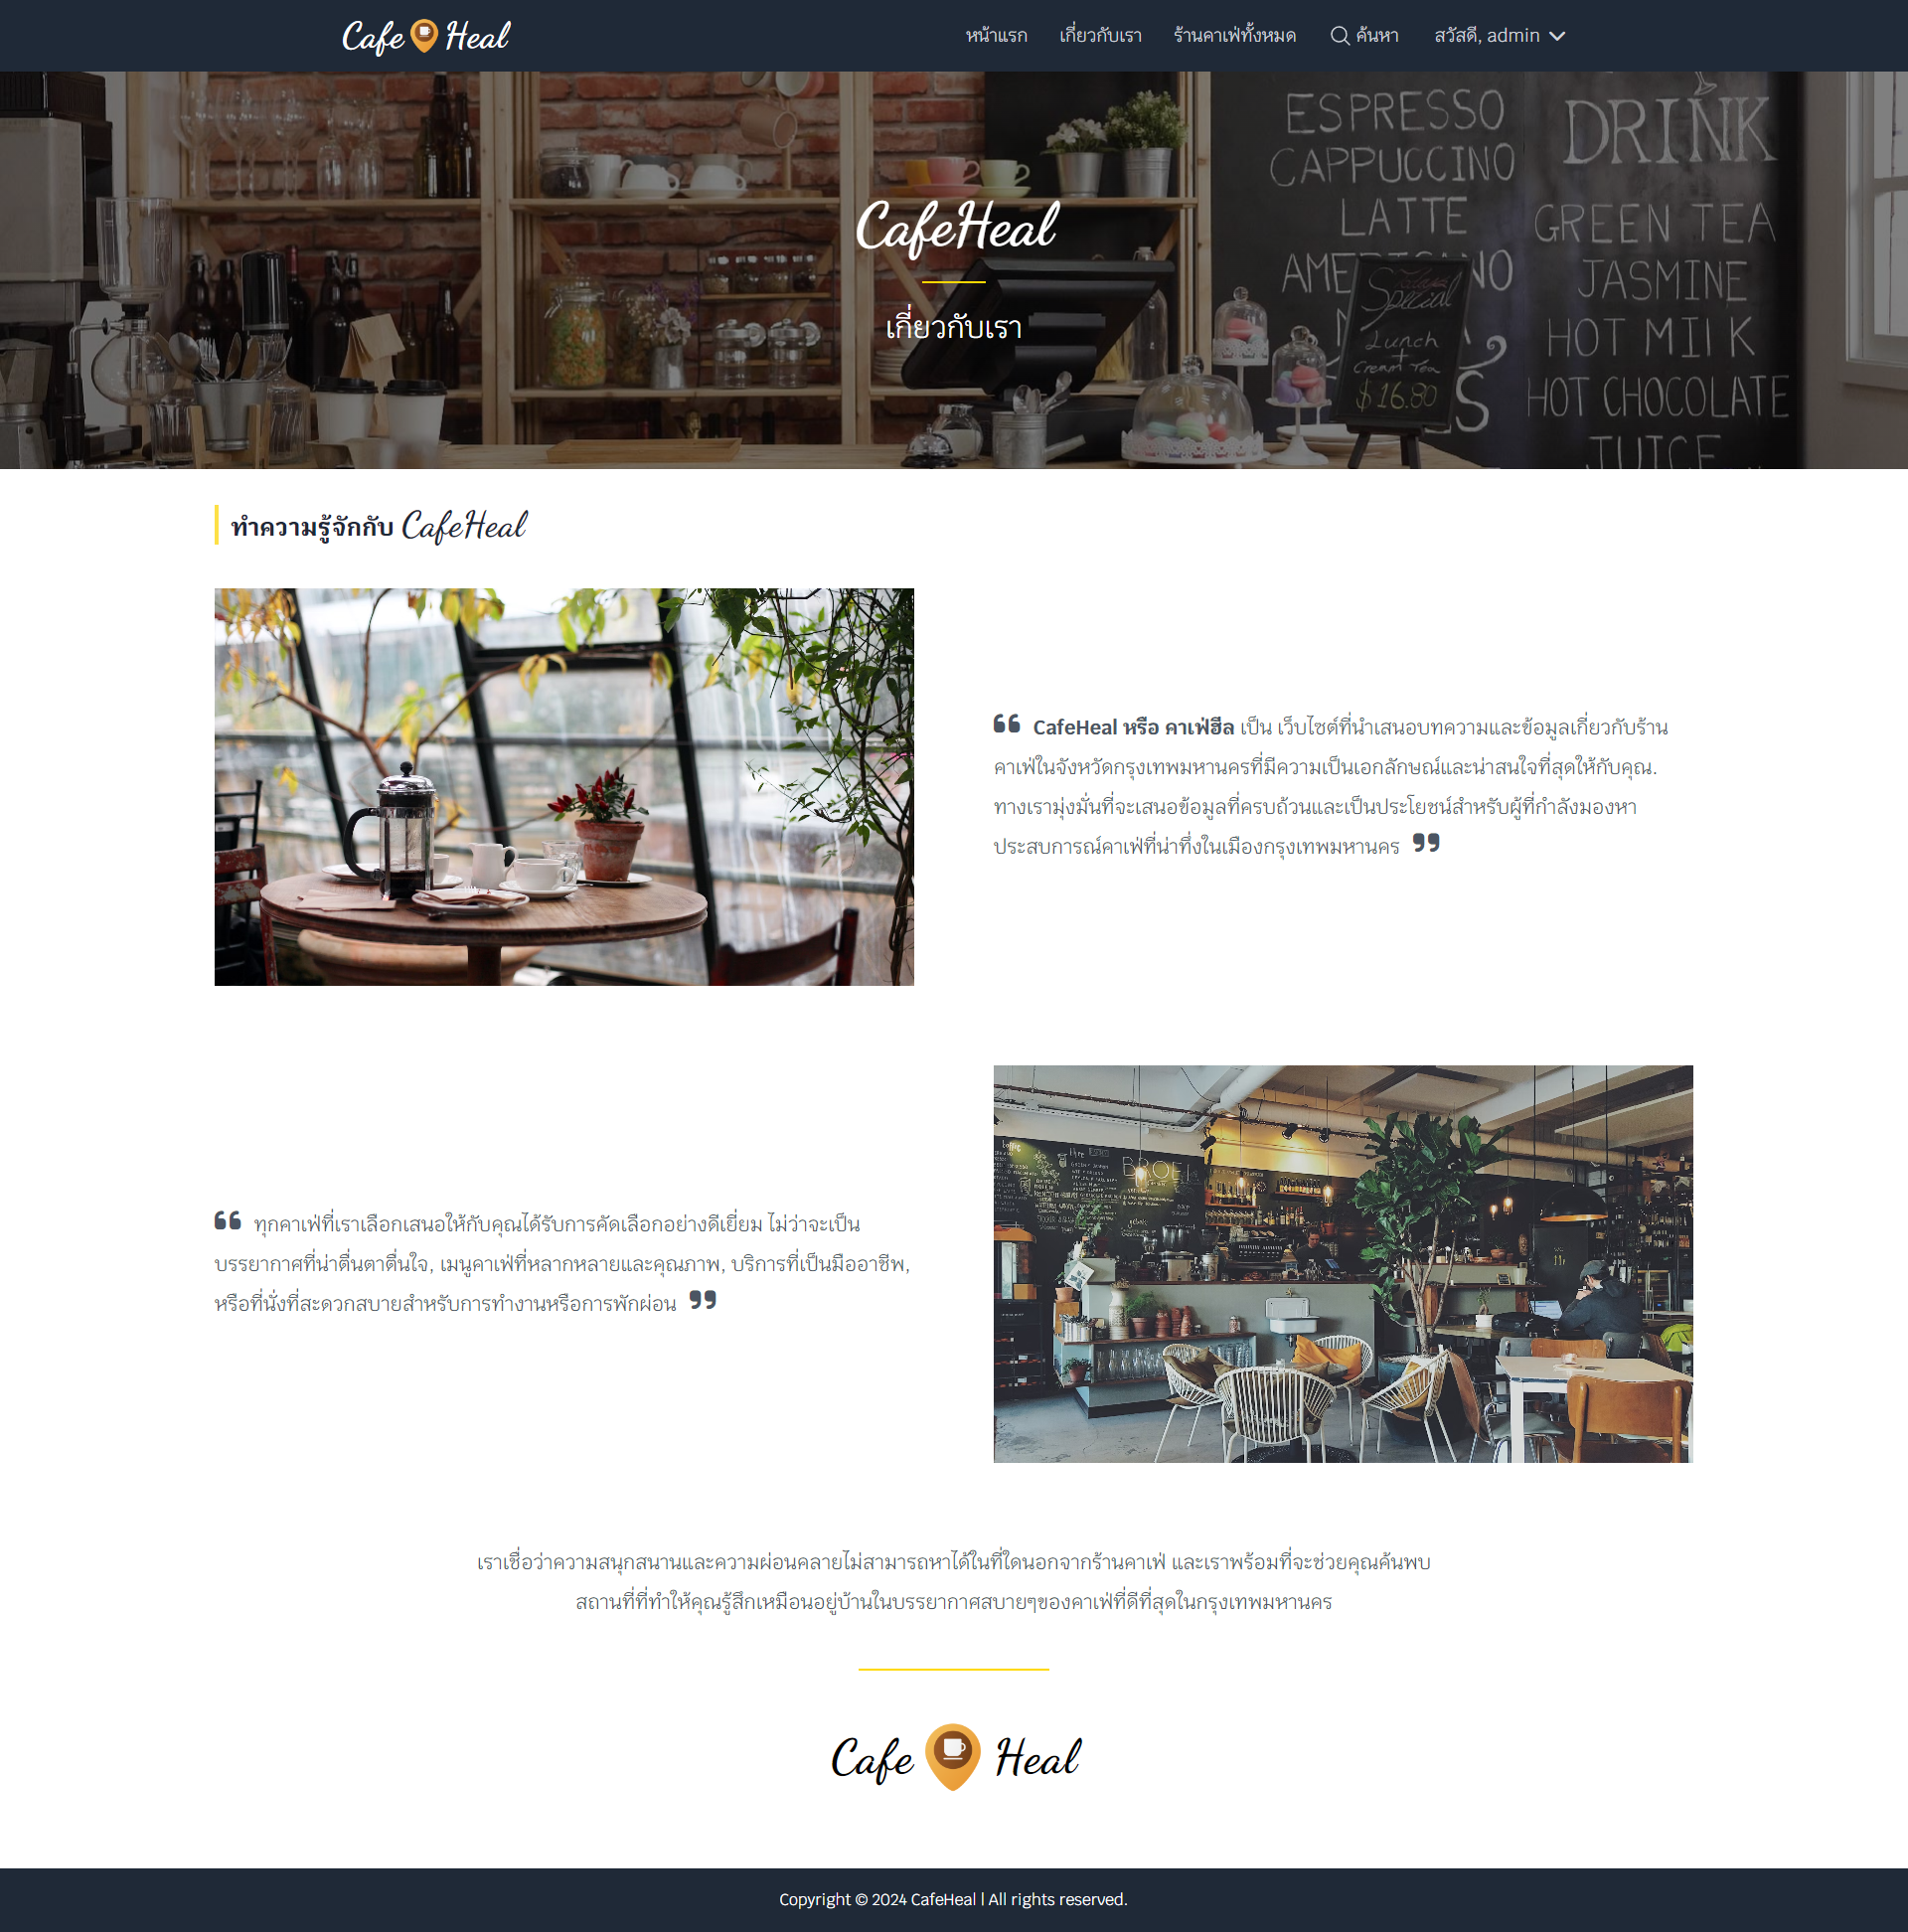 Cafe Heal
หน้าแรก เกี่ยวกับเรา ร้านคาเฟ่ทั้งหมด ค้นหา สวัสดี, admin
ESPRESSO
CAPPUCCINO
LATTE
DRINK
GREEN TEA
JASMINE
HOT MILK
HOT CHOCOLATE
JUICE
Special
Lunch
+
Cream Tea
$16.80
CafeHeal
เกี่ยวกับเรา
ทำความรู้จักกับ CafeHeal
❝ CafeHeal หรือ คาเฟ่ฮีล เป็น เว็บไซต์ที่นำเสนอบทความและข้อมูลเกี่ยวกับร้าน
คาเฟ่ในจังหวัดกรุงเทพมหานครที่มีความเป็นเอกลักษณ์และน่าสนใจที่สุดให้กับคุณ.
ทางเรามุ่งมั่นที่จะเสนอข้อมูลที่ครบถ้วนและเป็นประโยชน์สำหรับผู้ที่กำลังมองหา
ประสบการณ์คาเฟ่ที่น่าทึ่งในเมืองกรุงเทพมหานคร ❞
❝ ทุกคาเฟ่ที่เราเลือกเสนอให้กับคุณได้รับการคัดเลือกอย่างดีเยี่ยม ไม่ว่าจะเป็น
บรรยากาศที่น่าตื่นตาตื่นใจ, เมนูคาเฟ่ที่หลากหลายและคุณภาพ, บริการที่เป็นมืออาชีพ,
หรือที่นั่งที่สะดวกสบายสำหรับการทำงานหรือการพักผ่อน ❞
BROEI
เราเชื่อว่าความสนุกสนานและความผ่อนคลายไม่สามารถหาได้ในที่ใดนอกจากร้านคาเฟ่ และเราพร้อมที่จะช่วยคุณค้นพบ
สถานที่ที่ทำให้คุณรู้สึกเหมือนอยู่บ้านในบรรยากาศสบายๆของคาเฟ่ที่ดีที่สุดในกรุงเทพมหานคร
Cafe Heal
Copyright © 2024 CafeHeal | All rights reserved.